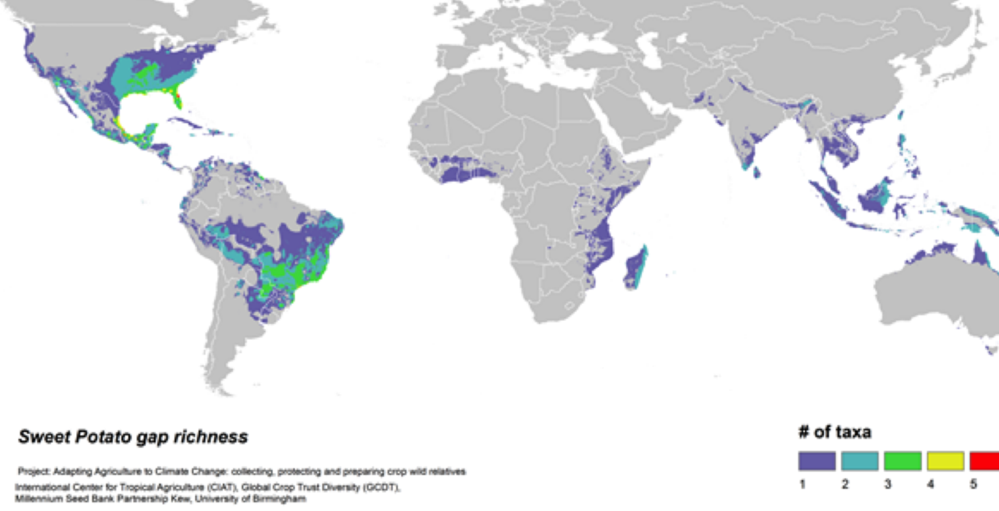 Sweet Potato gap richness
# of taxa
Project: Adapting Agriculture to Climate Change: collecting, protecting and preparing crop wild relatives
International Center for Tropical Agriculture (CIAT), Global Crop Trust Diversity (GCDT),
Millennium Seed Bank Partnership Kew, University of Birmingham
1 2 3 4 5